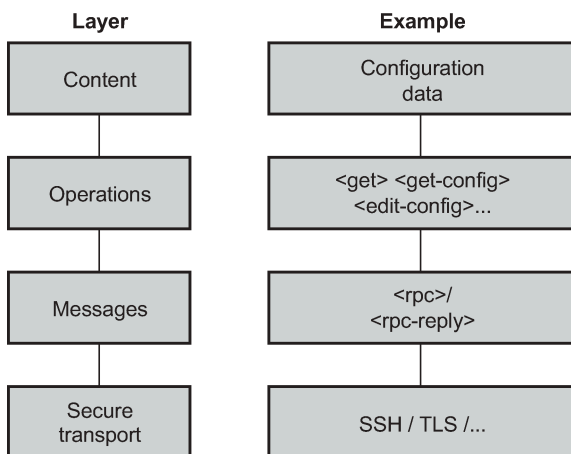 Layer
Example
Content
Configuration
data
Operations
<get> <get-config>
<edit-config>...
Messages
<rpc>/
<rpc-reply>
Secure
transport
SSH / TLS /...